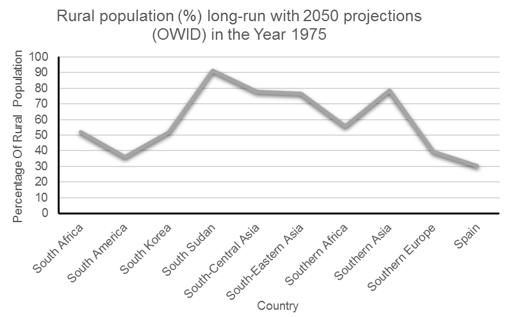 Rural population (%) long-run with 2050 projections
(OWID) in the Year 1975
Percentage Of Rural Population
100
90
80
70
60
50
40
30
20
10
0
South Africa
South America
South Korea
South Sudan
South-Central Asia
South-Eastern Asia
Southern Africa
Southern Asia
Southern Europe
Spain
Country